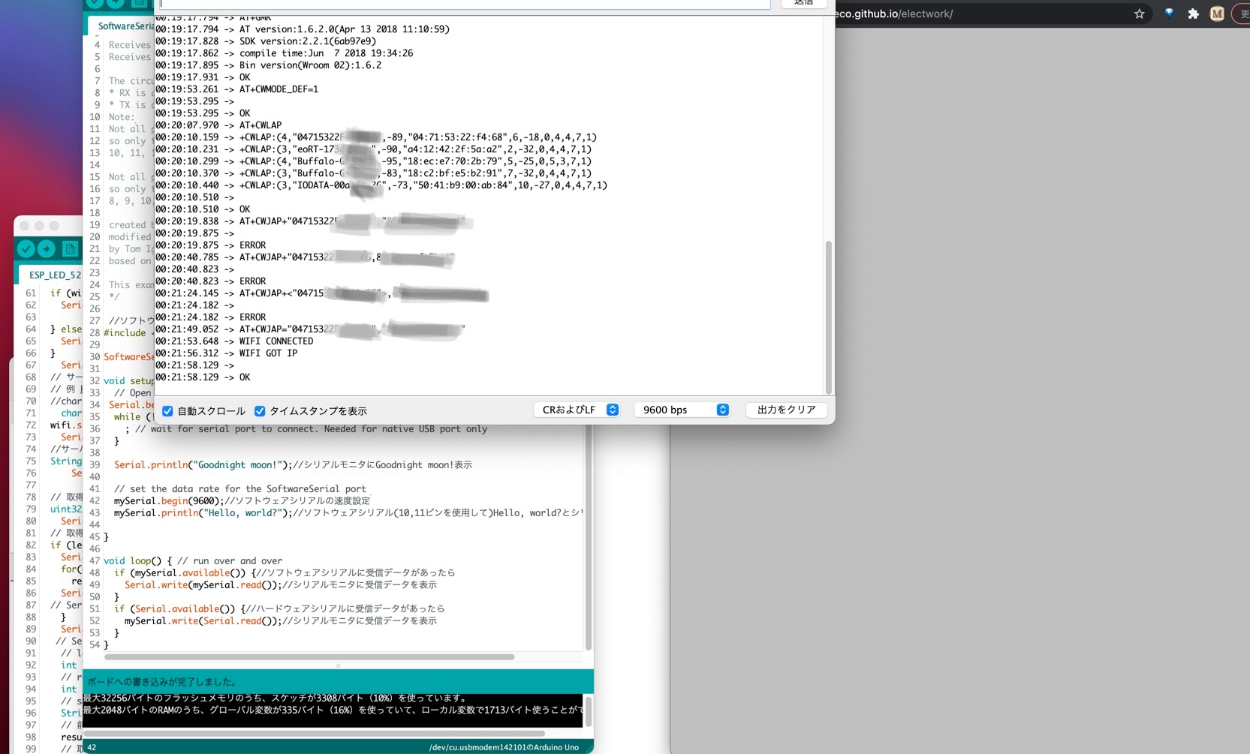 送信
eco.github.io/electwork/
M
更
SoftwareSeria
00:19:17.794 -> AT+GMR
00:19:17.794 -> AT version:1.6.2.0(Apr 13 2018 11:10:59)
00:19:17.828 -> SDK version:2.2.1(6ab97e9)
00:19:17.862 -> compile time:Jun 7 2018 19:34:26
00:19:17.895 -> Bin version(Wroom 02):1.6.2
00:19:17.931 -> OK
00:19:53.261 -> AT+CWMODE_DEF=1
00:19:53.295 ->
00:19:53.295 -> OK
00:20:07.970 -> AT+CWLAP
00:20:10.159 -> +CWLAP:(4,"04715322 -89,"04:71:53:22:f4:68",6,-18,0,4,4,7,1)
00:20:10.231 -> +CWLAP:(3,"eoRT-173 ",-90,"a4:12:42:2f:5a:a2",2,-32,0,4,4,7,1)
00:20:10.299 -> +CWLAP:(4,"Buffalo-G -95,"18:ec:e7:70:2b:79",5,-25,0,5,3,7,1)
00:20:10.370 -> +CWLAP:(3,"Buffalo-G -83,"18:c2:bf:e5:b2:91",7,-32,0,4,4,7,1)
00:20:10.440 -> +CWLAP:(3,"IODATA-00 ",-73,"50:41:b9:00:ab:84",10,-27,0,4,4,7,1)
00:20:10.510 ->
00:20:10.510 -> OK
00:20:19.838 -> AT+CWJAP+"04715322
00:20:19.875 ->
00:20:19.875 -> ERROR
00:20:40.785 -> AT+CWJAP+"0471532
00:20:40.823 ->
00:20:40.823 -> ERROR
00:21:24.145 -> AT+CWJAP+<"04715
00:21:24.182 ->
00:21:24.182 -> ERROR
00:21:49.052 -> AT+CWJAP="04715322
00:21:53.648 -> WIFI CONNECTED
00:21:56.312 -> WIFI GOT IP
00:21:58.129 ->
00:21:58.129 -> OK
自動スクロール タイムスタンプを表示 CRおよびLF 9600 bps 出力をクリア
4 Receives
5 Receives
6
7 The circu
8 * RX is
9 * TX is
10 Note:
11 Not all p
12 so only t
13 10, 11, 1
14
15 Not all p
16 so only t
17 8, 9, 10,
18
19 created b
20 modified
21 by Tom Ig
22 based on
23
24 This exam
25 */
26
27 //ソフトウ
28 #include
29
30 SoftwareSe
31
32 void setup
33 // Open
34 Serial.be
35 while (
36 ; // wait for serial port to connect. Needed for native USB port only
37 }
38
39 Serial.println("Goodnight moon!");//シリアルモニタにGoodnight moon!表示
40
41 // set the data rate for the SoftwareSerial port
42 mySerial.begin(9600);//ソフトウェアシリアルの速度設定
43 mySerial.println("Hello, world?");//ソフトウェアシリアル(10,11ピンを使用して)Hello, world?とシリ
44
45 }
46
47 void loop() { // run over and over
48 if (mySerial.available()) {//ソフトウェアシリアルに受信データがあったら
49 Serial.write(mySerial.read());//シリアルモニタに受信データを表示
50 }
51 if (Serial.available()) {//ハードウェアシリアルに受信データがあったら
52 mySerial.write(Serial.read());//シリアルモニタに受信データを表示
53 }
54 }
ボードへの書き込みが完了しました。
最大32256バイトのフラッシュメモリのうち、スケッチが3308バイト（10%）を使っています。
最大2048バイトのRAMのうち、グローバル変数が335バイト（16%）を使っていて、ローカル変数で1713バイト使うことがで
42 /dev/cu.usbmodem142101のArduino Uno
ESP_LED_52
61 if (wi
62 Seri
63
64 } else
65 Seri
66 }
67 Seri
68 // サー
69 // 例
70 //char
71 char
72 wifi.s
73 Seri
74 //サーバ
75 String
76 Se
77
78 // 取得
79 uint32
80 Seri
81 // 取得
82 if (le
83 Seri
84 for(
85 re
86 Seri
87 // Ser
88 }
89 Seri
90 // Se
91 // l
92 int
93 // r
94 int
95 // s
96 Stri
97 // 前
98 resu
99 // 取